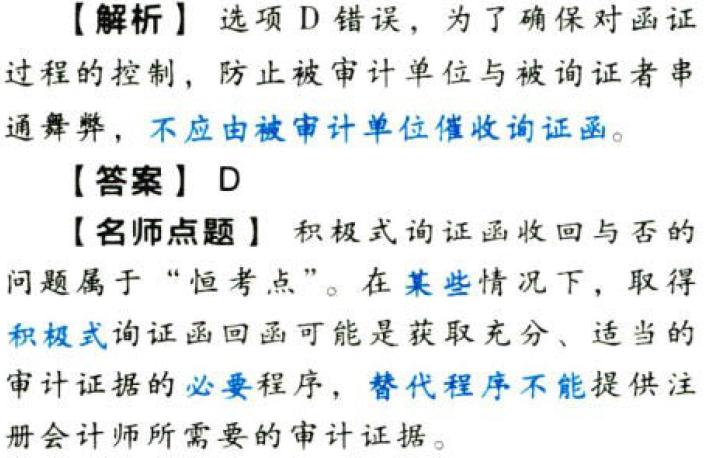 【解析】 选项 D 错误，为了确保对函证
过程的控制，防止被审计单位与被询证者串
通舞弊，不应由被审计单位催收询证函。
【答案】 D
【名师点题】 积极式询证函收回与否的
问题属于“恒考点”。在某些情况下，取得
积极式询证函回函可能是获取充分、适当的
审计证据的必要程序，替代程序不能提供注
册会计师所需要的审计证据。